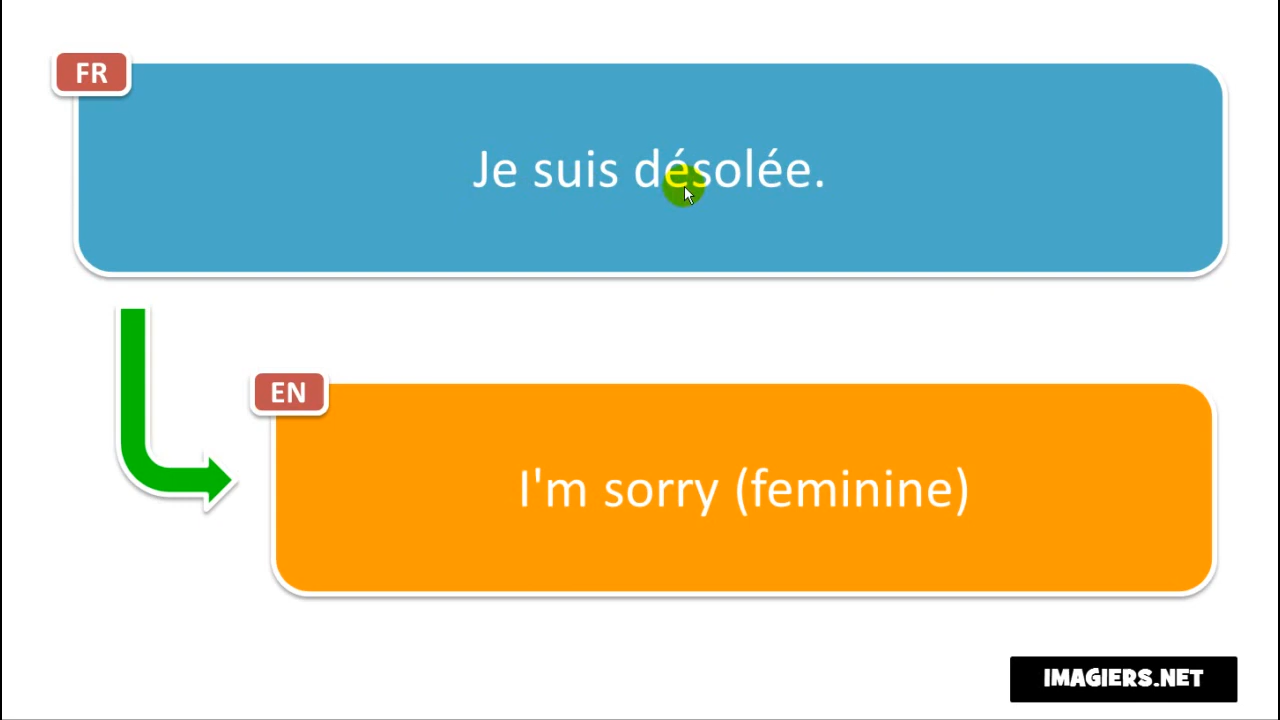 FR
Je suis désolée.
EN
I'm sorry (feminine)
IMAGIERS.NET